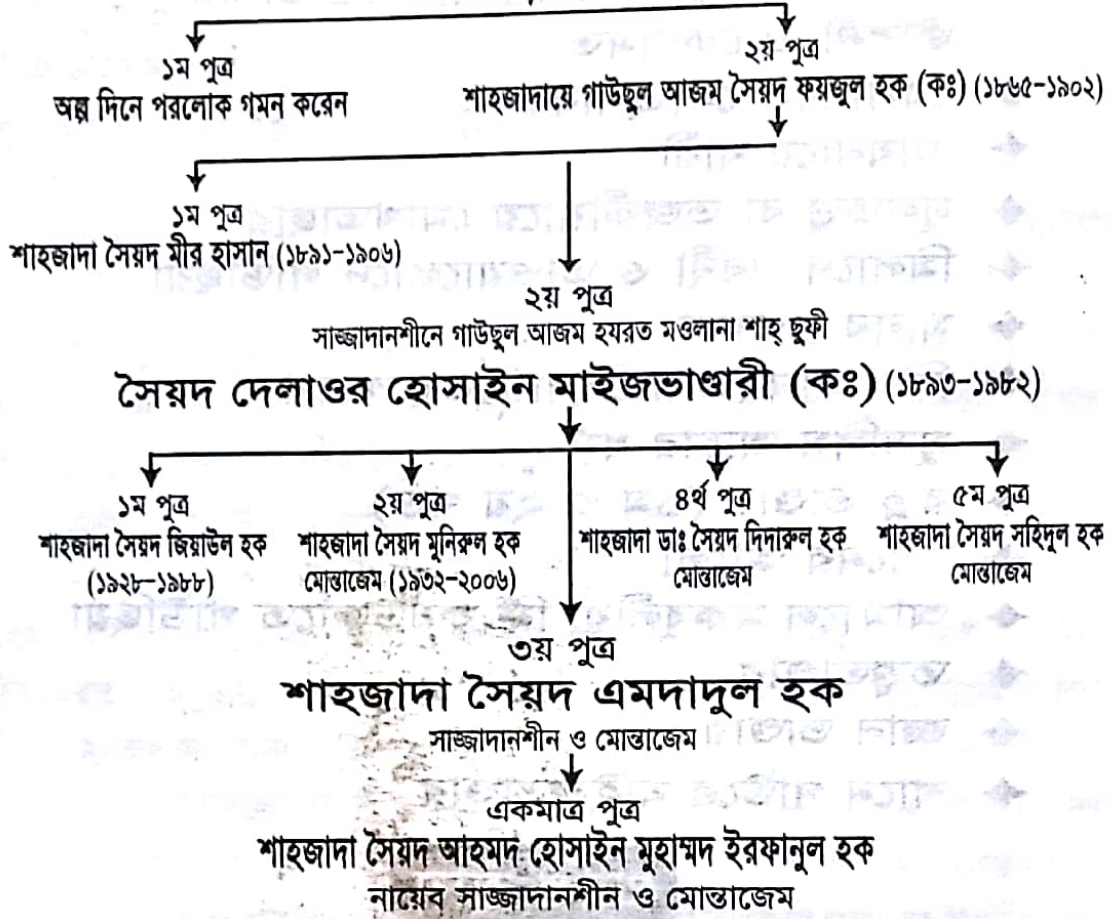 ১ম পুত্র
অল্প দিনে পরলোক গমন করেন
২য় পুত্র
শাহজাদায়ে গাউছুল আজম সৈয়দ ফয়জুল হক (কঃ) (১৮৬৫-১৯০২)
১ম পুত্র
শাহজাদা সৈয়দ মীর হাসান (১৮৯১-১৯০৬)
২য় পুত্র
সাজ্জাদানশীনে গাউছুল আজম হযরত মওলানা শাহ্ ছুফী
সৈয়দ দেলাওর হোসাইন মাইজভাণ্ডারী (কঃ) (১৮৯৩-১৯৮২)
১ম পুত্র
শাহজাদা সৈয়দ জিয়াউল হক
(১৯২৮-১৯৮৮)
২য় পুত্র
শাহজাদা সৈয়দ মুনিরুল হক
মোন্তাজেম (১৯৩২-২০০৬)
৪র্থ পুত্র
শাহজাদা ডাঃ সৈয়দ দিদারুল হক
মোন্তাজেম
৫ম পুত্র
শাহজাদা সৈয়দ সহিদুল হক
মোন্তাজেম
৩য় পুত্র
শাহজাদা সৈয়দ এমদাদুল হক
সাজ্জাদানশীন ও মোন্তাজেম
একমাত্র পুত্র
শাহজাদা সৈয়দ আহমদ হোসাইন মুহাম্মদ ইরফানুল হক
নায়েব সাজ্জাদানশীন ও মোন্তাজেম